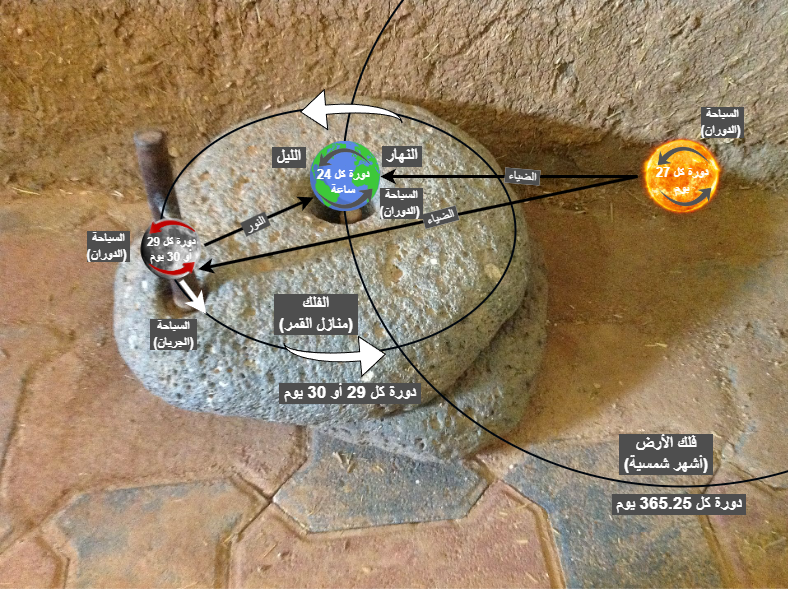 السباحة
(الدوران)
الليل
النهار
دورة كل 24
ساعة
دورة كل 27
يوم
الضياء
السباحة
(الدوران)
الضياء
النور
السباحة
(الدوران)
دورة كل 29
أو 30 يوم
الفلك
(منازل القمر)
السباحة
(الجريان)
دورة كل 29 أو 30 يوم
فلك الأرض
(أشهر شمسية)
دورة كل 365.25 يوم